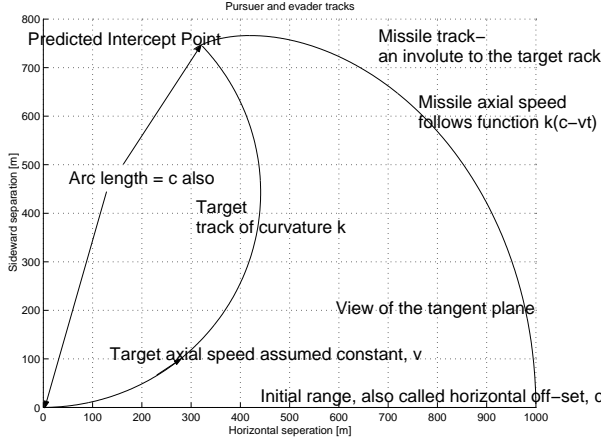 Pursuer and evader tracks
800
Predicted Intercept Point
Missile track−
an involute to the target rack
700
Missile axial speed
follows function k(c−vt)
600
500
Arc length = c also
Target
track of curvature k
400
300
View of the tangent plane
200
Target axial speed assumed constant, v
100
Initial range, also called horizontal off−set, c
0
0 100 200 300 400 500 600 700 800 900 1000
Horizontal seperation [m]
Sideward separation [m]